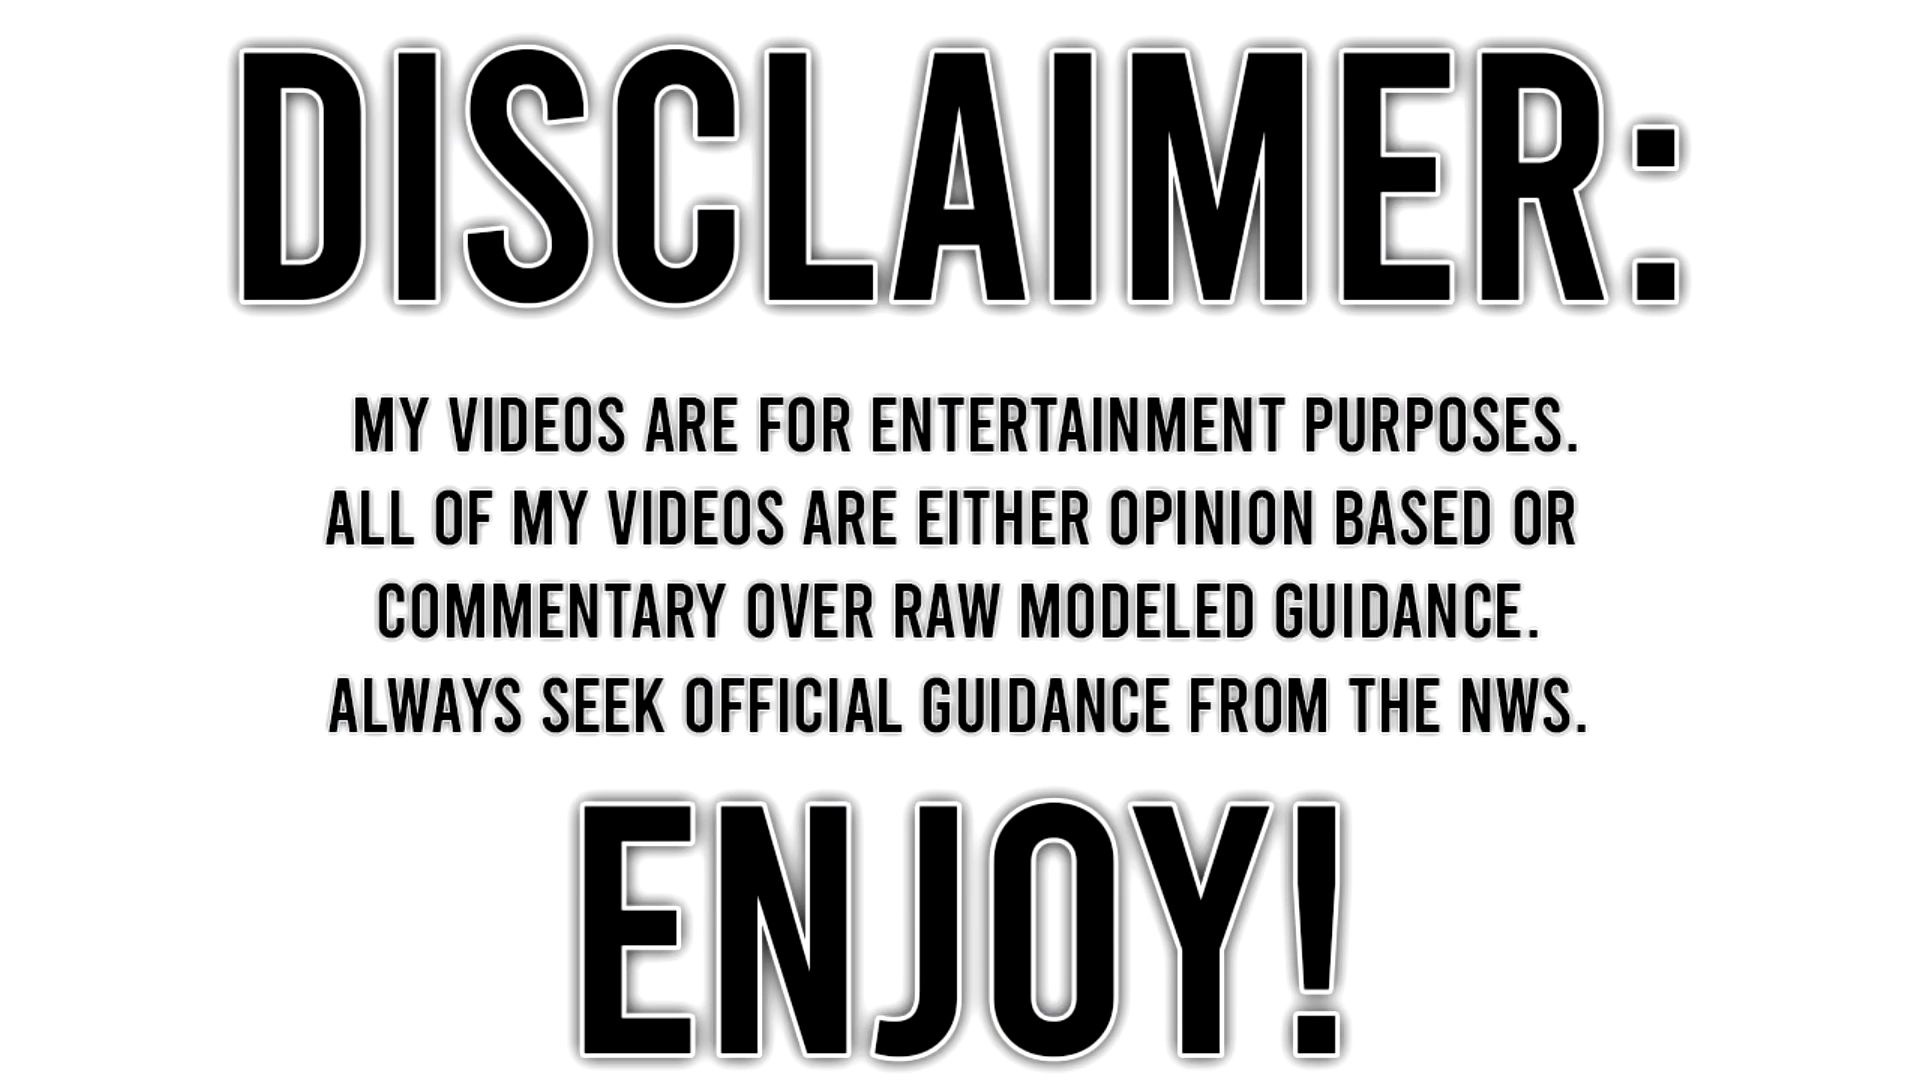 DISCLAIMER:
MY VIDEOS ARE FOR ENTERTAINMENT PURPOSES.
ALL OF MY VIDEOS ARE EITHER OPINION BASED OR
COMMENTARY OVER RAW MODELED GUIDANCE.
ALWAYS SEEK OFFICIAL GUIDANCE FROM THE NWS.
ENJOY!